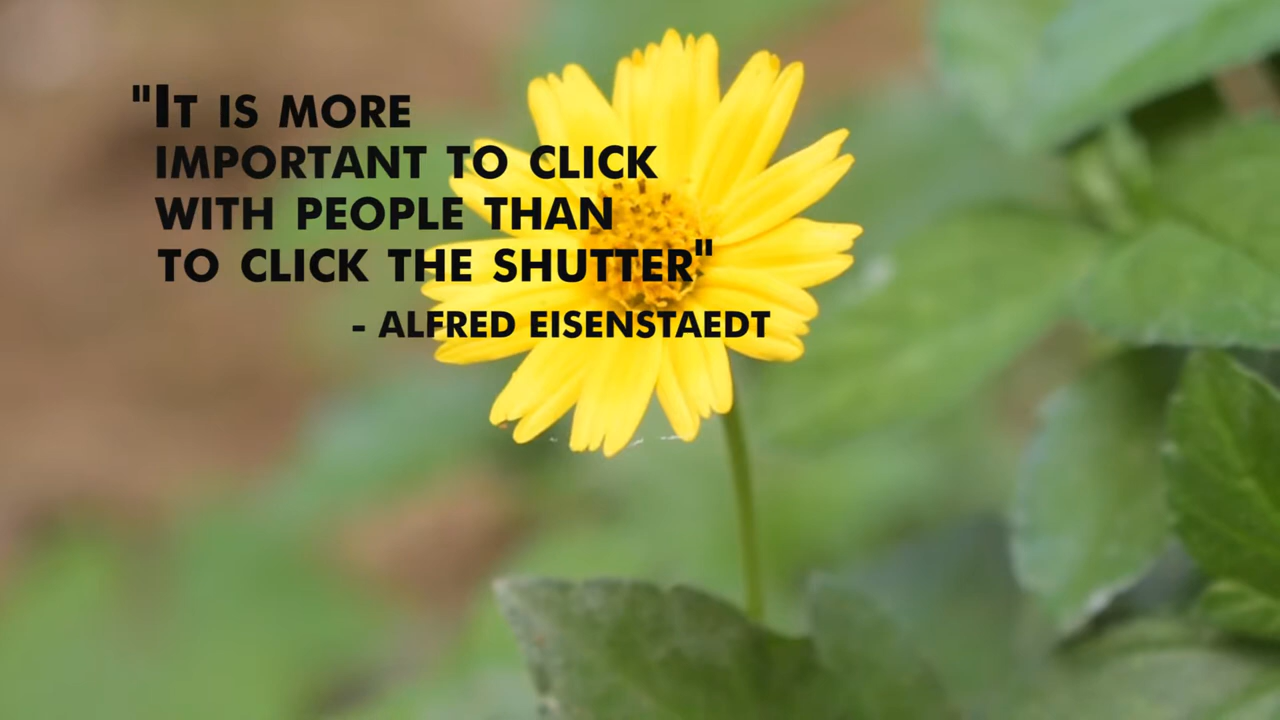 "It is more
important to click
with people than
to click the shutter"
- Alfred Eisenstaedt